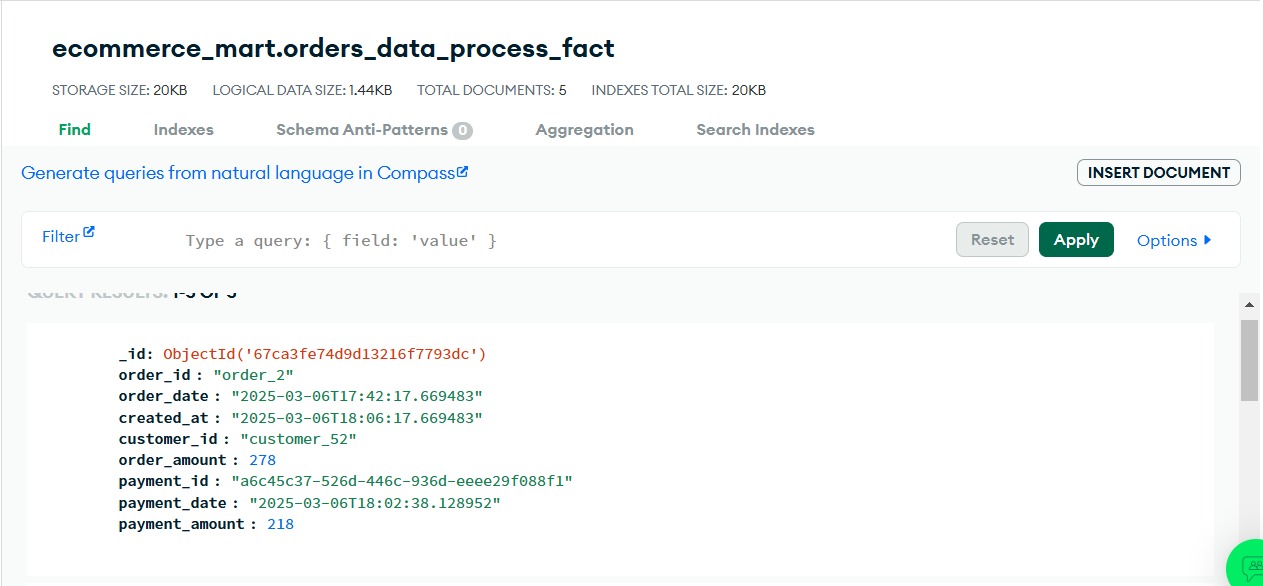 ecommerce_mart.orders_data_process_fact
STORAGE SIZE: 20KB LOGICAL DATA SIZE: 1.44KB TOTAL DOCUMENTS: 5 INDEXES TOTAL SIZE: 20KB
Find Indexes Schema Anti-Patterns 0 Aggregation Search Indexes
Generate queries from natural language in Compass
INSERT DOCUMENT
Filter Type a query: { field: 'value' } Reset Apply Options
QUERY RESULTS: 1-5 OF 5
_id: ObjectId('67ca3fe74d9d13216f7793dc')
order_id : "order_2"
order_date : "2025-03-06T17:42:17.669483"
created_at : "2025-03-06T18:06:17.669483"
customer_id : "customer_52"
order_amount : 278
payment_id : "a6c45c37-526d-446c-936d-eeee29f088f1"
payment_date : "2025-03-06T18:02:38.128952"
payment_amount : 218